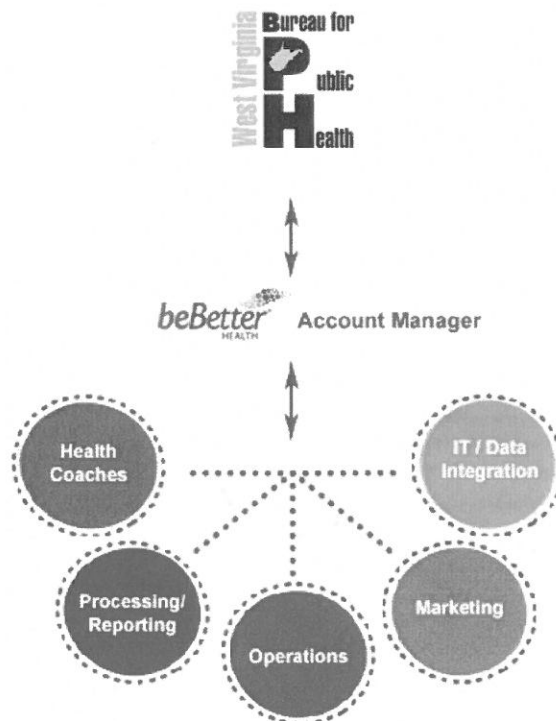 West Virginia
Bureau for
Public
Health
beBetter
HEALTH
Account Manager
Health
Coaches
IT / Data
Integration
Processing/
Reporting
Marketing
Operations